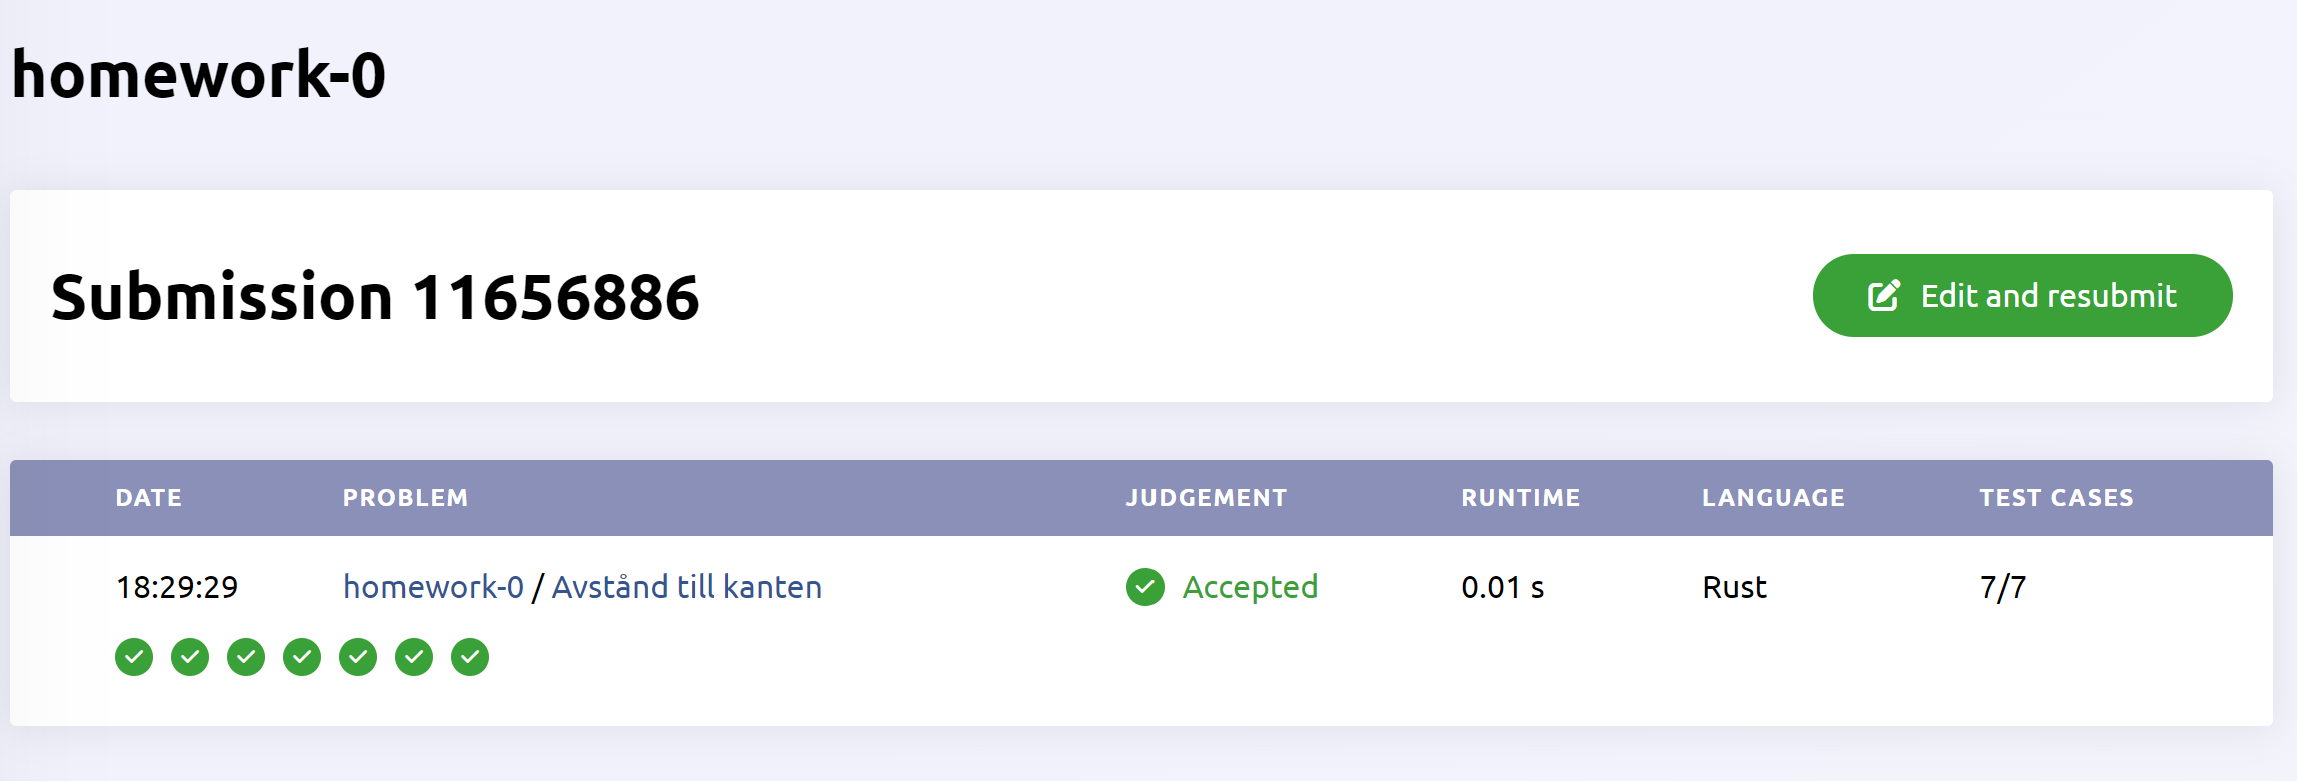 homework-0
Submission 11656886
Edit and resubmit
DATE PROBLEM JUDGEMENT RUNTIME LANGUAGE TEST CASES
18:29:29 homework-0 / Avstånd till kanten Accepted 0.01 s Rust 7/7